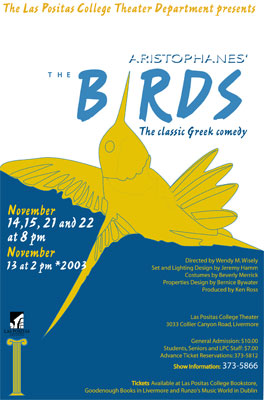 The Las Positas College Theater Department presents
ARISTOPHANES'
THE BIRDS
The classic Greek comedy
November
14,15, 21 and 22
at 8 pm
November
13 at 2 pm *2003
Directed by Wendy M.Wisely
Set and Lighting Design by Jeremy Hamm
Costumes by Beverly Merrick
Properties Design by Bernice Bywater
Produced by Ken Ross
Las Positas College Theater
3033 Collier Canyon Road, Livermore
General Admission: $10.00
Students, Seniors and LPC Staff: $7.00
Advance Ticket Reservations: 373-5812
Show Information: 373-5866
Tickets Available at Las Positas College Bookstore,
Goodenough Books in Livermore and Runzo's Music World in Dublin
LAS POSITAS